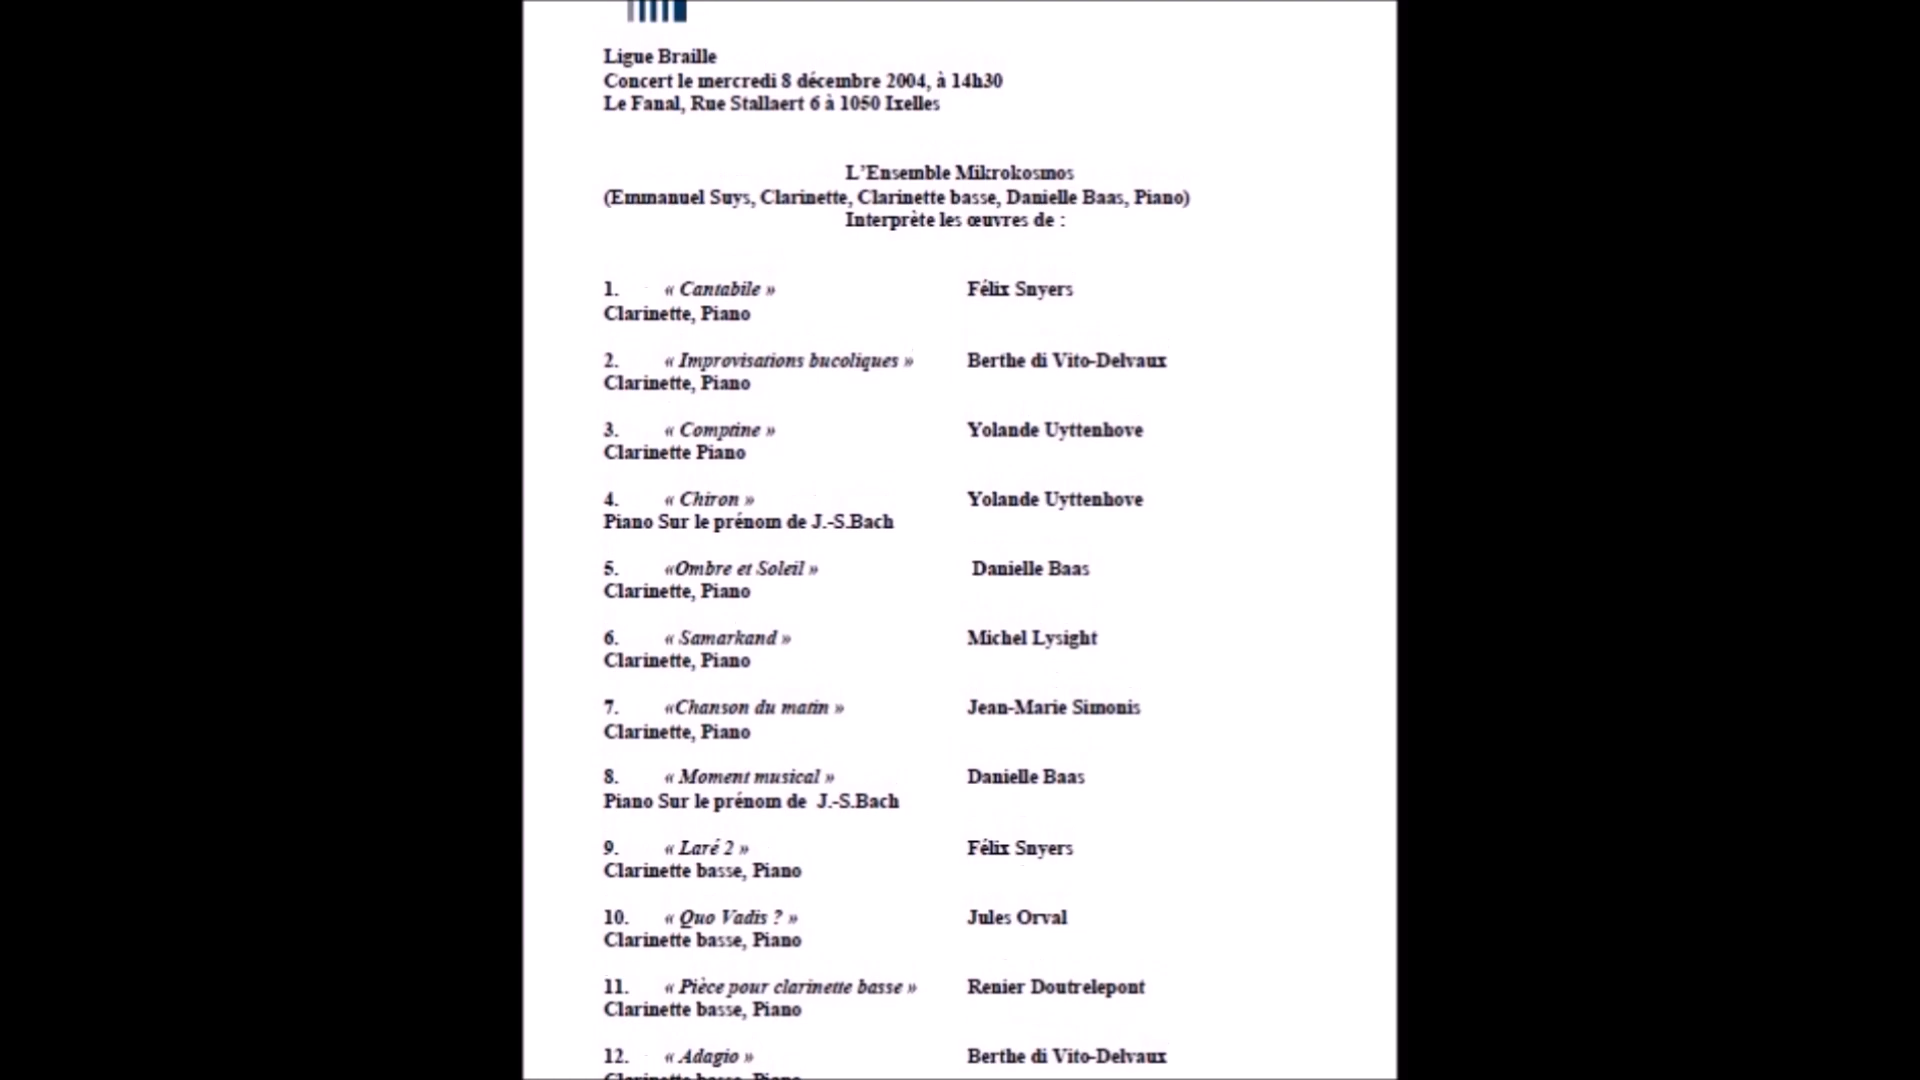 Ligue Braille
Concert le mercredi 8 décembre 2004, à 14h30
Le Fanal, Rue Stallaert 6 à 1050 Ixelles
L’Ensemble Mikrokosmos
(Emmanuel Suys, Clarinette, Clarinette basse, Danielle Baas, Piano)
Interprète les œuvres de :
1. « Cantabile » Félix Snyers
Clarinette, Piano
2. « Improvisations bucoliques » Berthe di Vito-Delvaux
Clarinette, Piano
3. « Comptine » Yolande Uyttenhove
Clarinette Piano
4. « Chiron » Yolande Uyttenhove
Piano Sur le prénom de J.-S.Bach
5. «Ombre et Soleil » Danielle Baas
Clarinette, Piano
6. « Samarkand » Michel Lysight
Clarinette, Piano
7. «Chanson du matin » Jean-Marie Simonis
Clarinette, Piano
8. « Moment musical » Danielle Baas
Piano Sur le prénom de J.-S.Bach
9. « Laré 2 » Félix Snyers
Clarinette basse, Piano
10. « Quo Vadis ? » Jules Orval
Clarinette basse, Piano
11. « Pièce pour clarinette basse » Renier Doutrelepont
Clarinette basse, Piano
12. « Adagio » Berthe di Vito-Delvaux
Clarinette basse, Piano